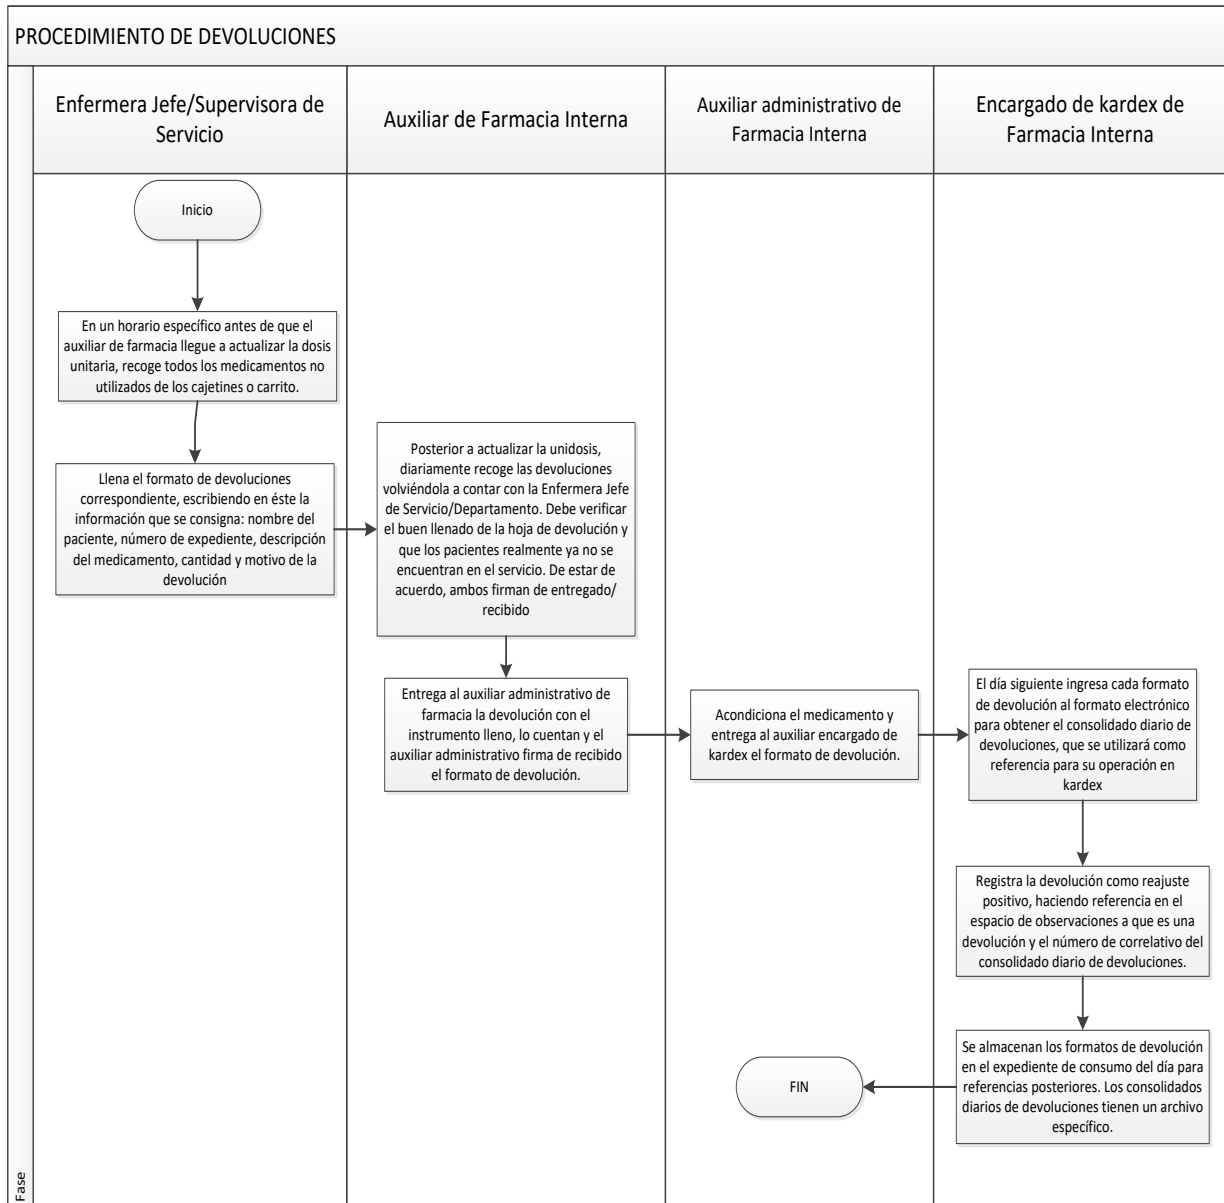 PROCEDIMIENTO DE DEVOLUCIONES
Enfermera Jefe/Supervisora de
Servicio
Auxiliar de Farmacia Interna
Auxiliar administrativo de
Farmacia Interna
Encargado de kardex de
Farmacia Interna
Inicio
En un horario específico antes de que el
auxiliar de farmacia llegue a actualizar la dosis
unitaria, recoge todos los medicamentos no
utilizados de los cajetines o carrito.
Llena el formato de devoluciones
correspondiente, escribiendo en éste la
información que se consigna: nombre del
paciente, número de expediente, descripción
del medicamento, cantidad y motivo de la
devolución
Posterior a actualizar la unidosis,
diariamente recoge las devoluciones
volviéndola a contar con la Enfermera Jefe
de Servicio/Departamento. Debe verificar
el buen llenado de la hoja de devolución y
que los pacientes realmente ya no se
encuentran en el servicio. De estar de
acuerdo, ambos firman de entregado/
recibido
Entrega al auxiliar administrativo de
farmacia la devolución con el
instrumento lleno, lo cuentan y el
auxiliar administrativo firma de recibido
el formato de devolución.
Acondiciona el medicamento y
entrega al auxiliar encargado de
kardex el formato de devolución.
El día siguiente ingresa cada formato
de devolución al formato electrónico
para obtener el consolidado diario de
devoluciones, que se utilizará como
referencia para su operación en
kardex
Registra la devolución como reajuste
positivo, haciendo referencia en el
espacio de observaciones a que es una
devolución y el número de correlativo del
consolidado diario de devoluciones.
Se almacenan los formatos de devolución
en el expediente de consumo del día para
referencias posteriores. Los consolidados
diarios de devoluciones tienen un archivo
específico.
FIN
Fase